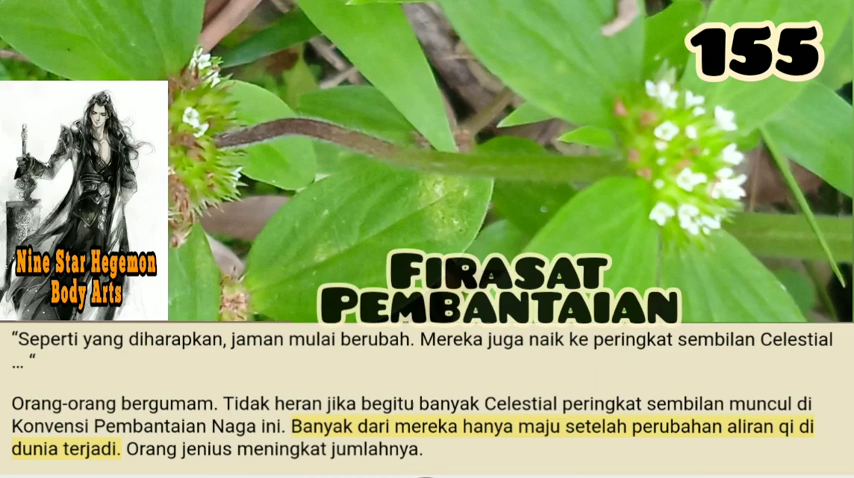 155
Nine Star Hegemon
Body Arts
FIRASAT
PEMBANTAIAN
“Seperti yang diharapkan, jaman mulai berubah. Mereka juga naik ke peringkat sembilan Celestial
... “
Orang-orang bergumam. Tidak heran jika begitu banyak Celestial peringkat sembilan muncul di
Konvensi Pembantaian Naga ini. Banyak dari mereka hanya maju setelah perubahan aliran qi di
dunia terjadi. Orang jenius meningkat jumlahnya.